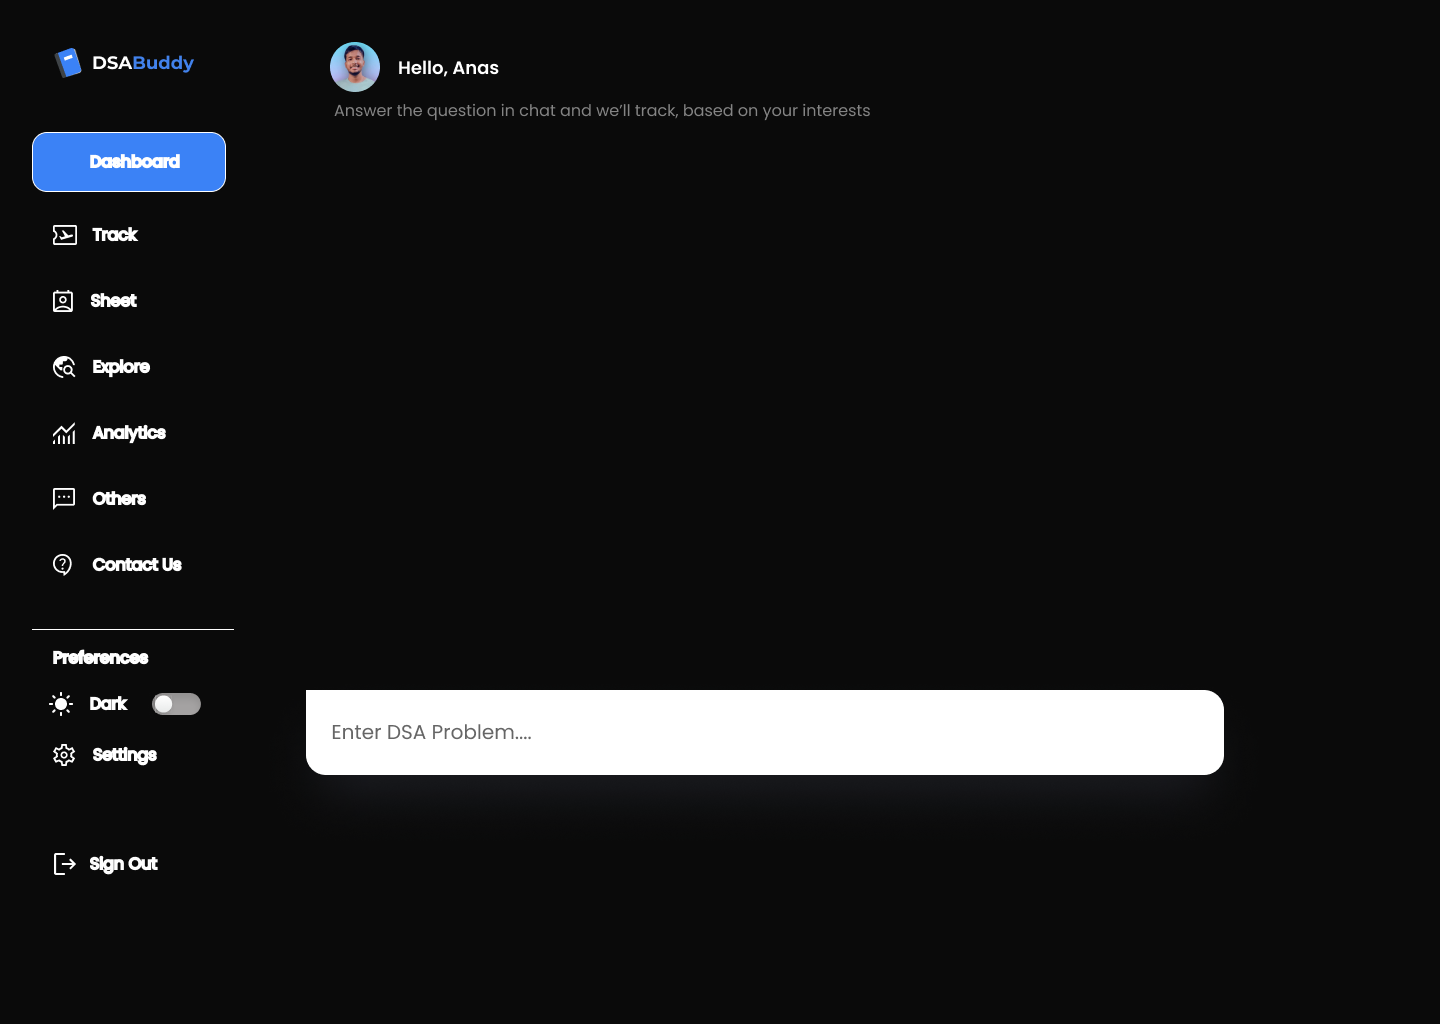 DSABuddy
Hello, Anas
Answer the question in chat and we’ll track, based on your interests
Dashboard
Track
Sheet
Explore
Analytics
Others
Contact Us
Preferences
Dark
Settings
Sign Out
Enter DSA Problem....